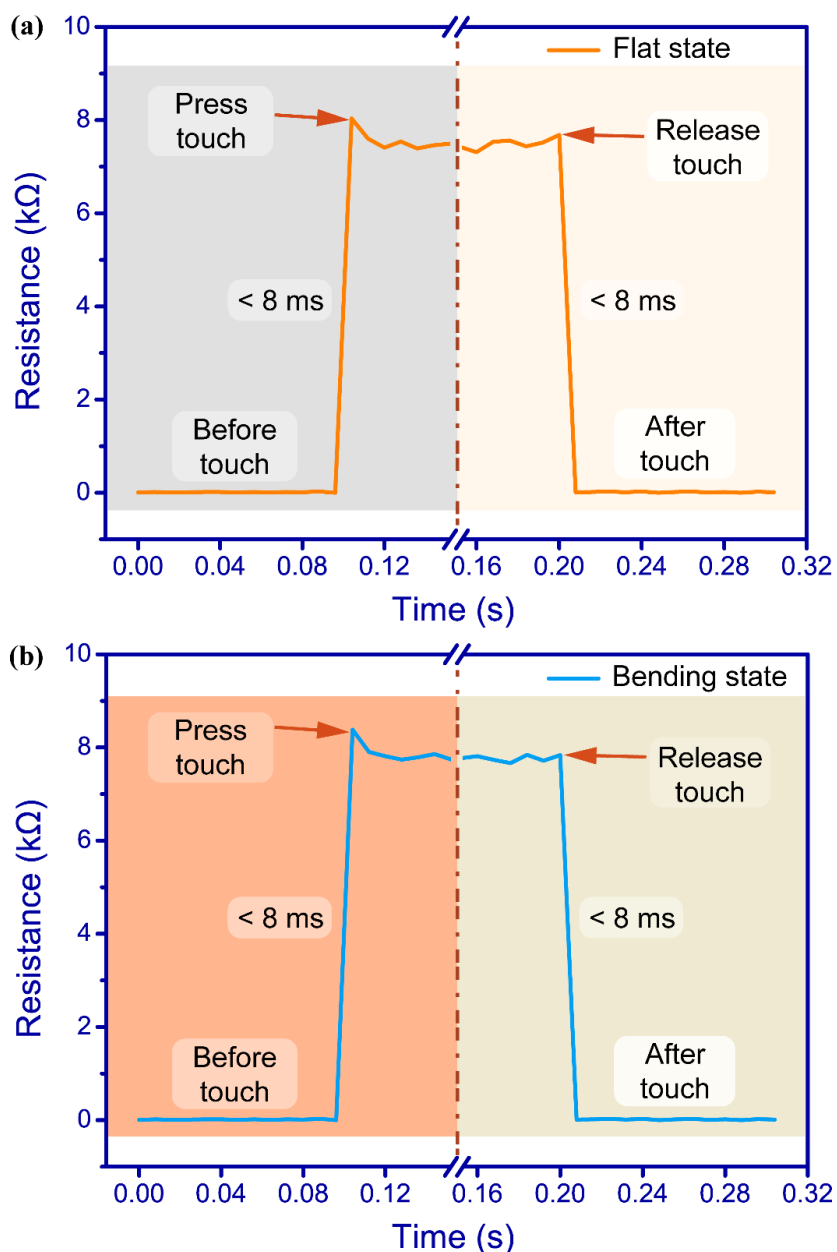 (a)
10
8
6
4
2
0
Resistance (kΩ)
Flat state
Press
touch
Release
touch
< 8 ms
< 8 ms
Before
touch
After
touch
0.00 0.04 0.08 0.12 0.16 0.20 0.24 0.28 0.32
Time (s)
(b)
10
8
6
4
2
0
Resistance (kΩ)
Bending state
Press
touch
Release
touch
< 8 ms
< 8 ms
Before
touch
After
touch
0.00 0.04 0.08 0.12 0.16 0.20 0.24 0.28 0.32
Time (s)